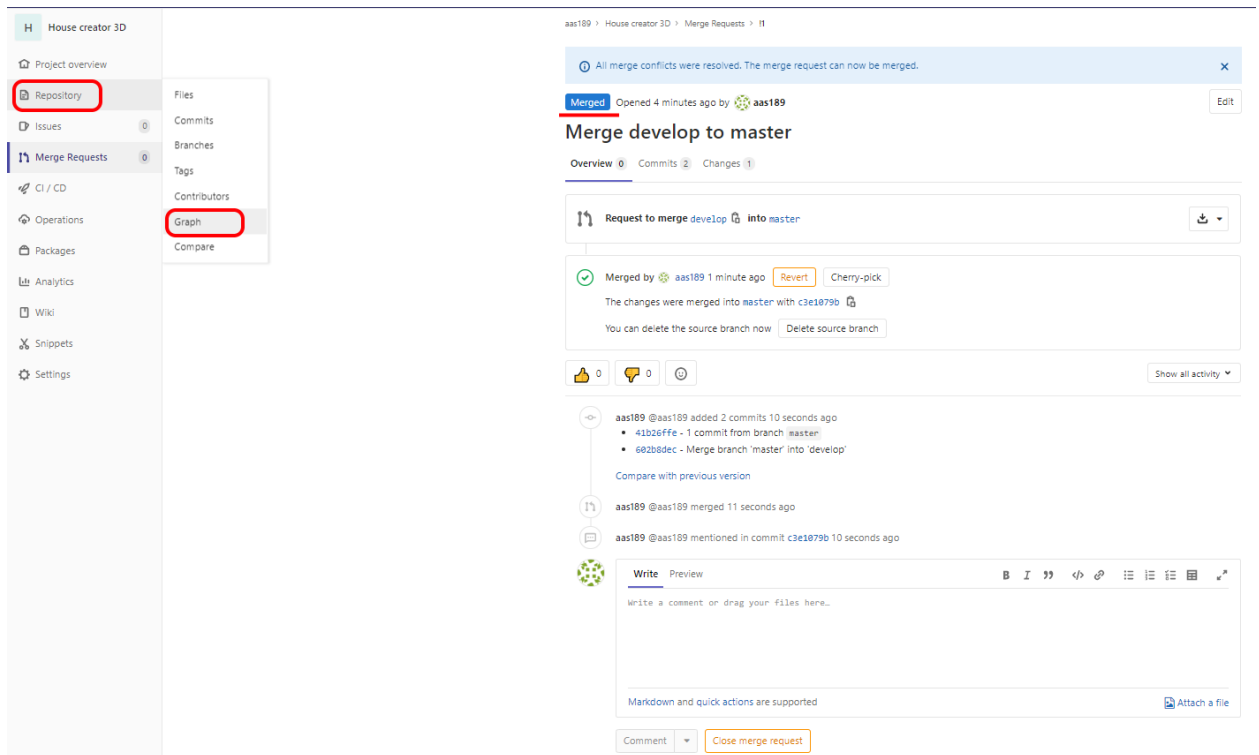 H House creator 3D
Project overview
Repository
Issues 0
Merge Requests 0
CI / CD
Operations
Packages
Analytics
Wiki
Snippets
Settings
Files
Commits
Branches
Tags
Contributors
Graph
Compare
aas189 > House creator 3D > Merge Requests > !1
All merge conflicts were resolved. The merge request can now be merged.
Merged Opened 4 minutes ago by aas189 Edit
Merge develop to master
Overview 0 Commits 2 Changes 1
Request to merge develop into master
Merged by aas189 1 minute ago Revert Cherry-pick
The changes were merged into master with c3e1079b
You can delete the source branch now Delete source branch
0 0 Show all activity
aas189 @aas189 added 2 commits 10 seconds ago
• 41b26ffe - 1 commit from branch master
• 602b8dec - Merge branch 'master' into 'develop'
Compare with previous version
aas189 @aas189 merged 11 seconds ago
aas189 @aas189 mentioned in commit c3e1079b 10 seconds ago
Write Preview B I
Write a comment or drag your files here…
Markdown and quick actions are supported Attach a file
Comment Close merge request